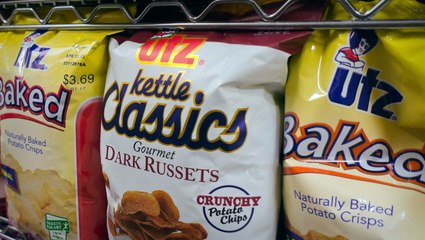 utz
$3.69
Baked
Naturally Baked
Potato Crisps
UTZ
kettle
Classics
Gourmet
DARK RUSSETS
CRUNCHY
Potato
Chips
utz
Baked
Naturally Baked
Potato Crisps